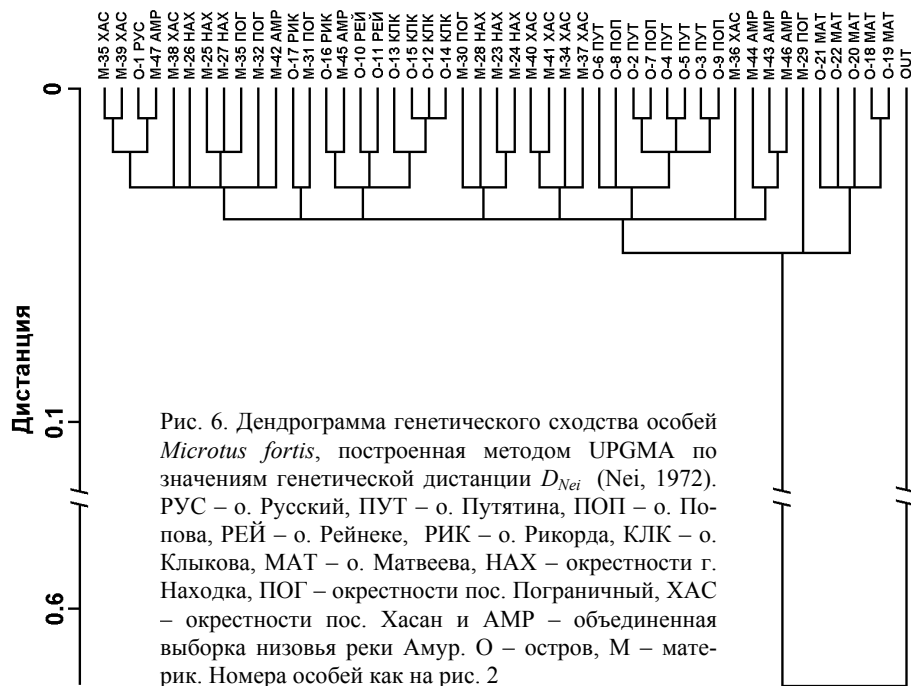 М-35 ХАС
М-39 ХАС
О-1 РУС
М-47 АМР
М-38 ХАС
М-26 НАХ
М-25 НАХ
М-27 НАХ
М-35 ПОГ
М-32 ПОГ
М-42 АМР
О-17 РИК
М-31 ПОГ
О-16 РИК
М-45 АМР
О-10 РЕЙ
О-11 РЕЙ
О-13 КЛК
О-15 КЛК
О-12 КЛК
О-14 КЛК
М-30 ПОГ
М-28 НАХ
М-23 НАХ
М-24 НАХ
М-40 ХАС
М-41 ХАС
М-34 ХАС
М-37 ХАС
О-6 ПУТ
О-8 ПОП
О-2 ПУТ
О-7 ПОП
О-4 ПУТ
О-5 ПУТ
О-3 ПУТ
О-9 ПОП
М-36 ХАС
М-44 АМР
М-43 АМР
М-46 АМР
М-29 ПОГ
О-21 МАТ
О-22 МАТ
О-20 МАТ
О-18 МАТ
О-19 МАТ
OUT
0
Дистанция
0.1
0.6
Рис. 6. Дендрограмма генетического сходства особей
Microtus fortis, построенная методом UPGMA по
значениям генетической дистанции D_Nei (Nei, 1972).
РУС – о. Русский, ПУТ – о. Путятина, ПОП – о. По-
пова, РЕЙ – о. Рейнеке, РИК – о. Рикорда, КЛК – о.
Клыкова, МАТ – о. Матвеева, НАХ – окрестности г.
Находка, ПОГ – окрестности пос. Пограничный, ХАС
– окрестности пос. Хасан и АМР – объединенная
выборка низовья реки Амур. О – остров, М – мате-
рик. Номера особей как на рис. 2